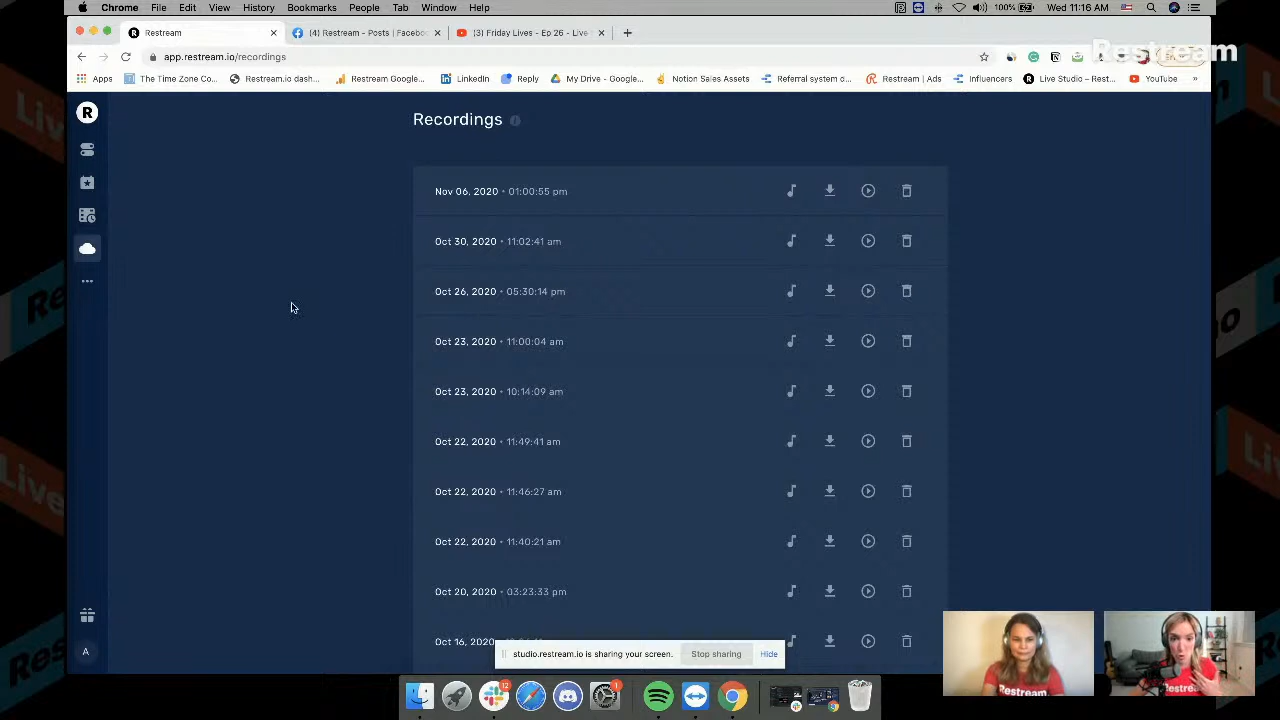 Chrome File Edit View History Bookmarks People Tab Window Help 100% Wed 11:16 AM
Restream (4) Restream - Posts | Facebo (3) Friday Lives - Ep 26 - Live
app.restream.io/recordings
Restream
Apps The Time Zone Co... Restream.io dash... Restream Google... LinkedIn Reply My Drive - Google... Notion Sales Assets Referral system d... Restream | Ads Influencers Live Studio – Rest... YouTube »
R
Recordings
Nov 06, 2020 • 01:00:55 pm
Oct 30, 2020 • 11:02:41 am
Oct 26, 2020 • 05:30:14 pm
Oct 23, 2020 • 11:00:04 am
Oct 23, 2020 • 10:14:09 am
Oct 22, 2020 • 11:49:41 am
Oct 22, 2020 • 11:46:27 am
Oct 22, 2020 • 11:40:21 am
Oct 20, 2020 • 03:23:33 pm
Oct 16, 2020
A
studio.restream.io is sharing your screen. Stop sharing Hide
Restream
Restream
12
1